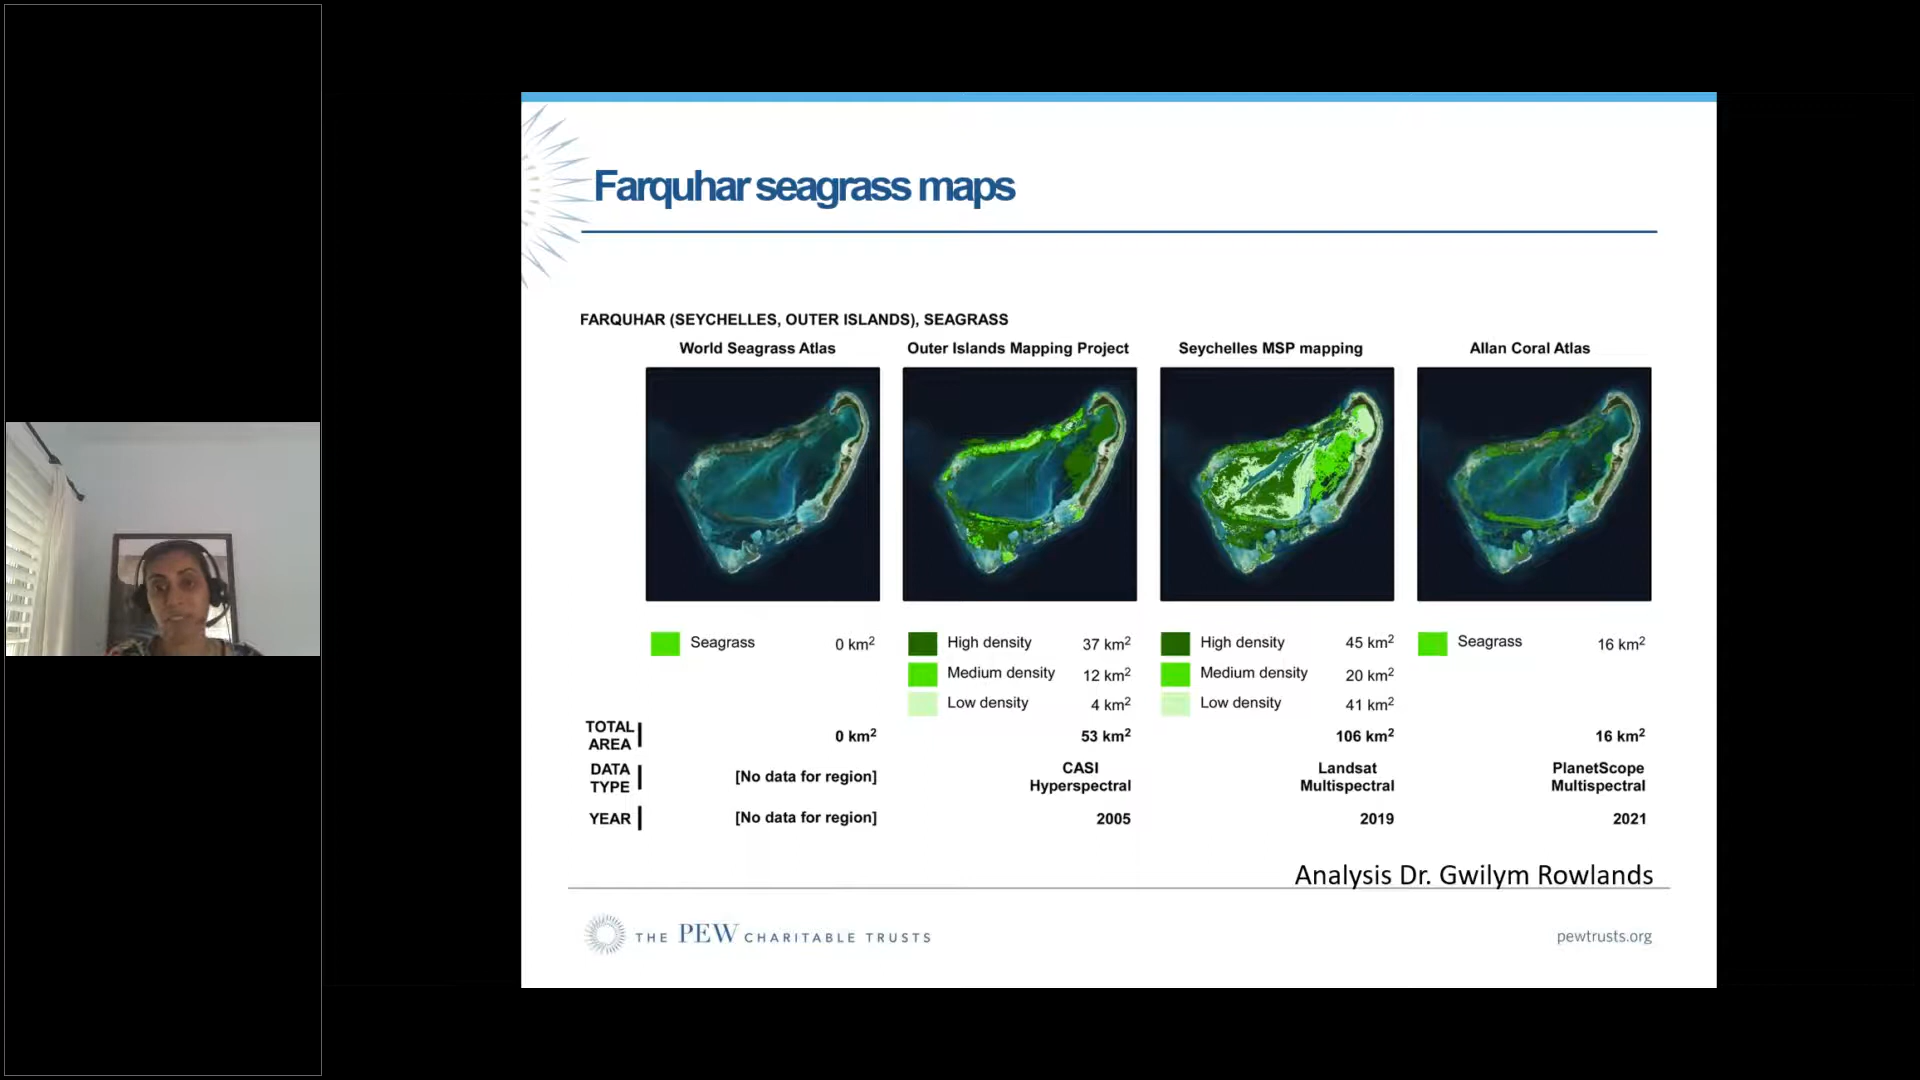 Farquhar seagrass maps
FARQUHAR (SEYCHELLES, OUTER ISLANDS), SEAGRASS
World Seagrass Atlas
Outer Islands Mapping Project
Seychelles MSP mapping
Allan Coral Atlas
Seagrass 0 km²
High density 37 km²
Medium density 12 km²
Low density 4 km²
High density 45 km²
Medium density 20 km²
Low density 41 km²
Seagrass 16 km²
TOTAL
AREA
0 km²
53 km²
106 km²
16 km²
DATA
TYPE
[No data for region]
CASI
Hyperspectral
Landsat
Multispectral
PlanetScope
Multispectral
YEAR
[No data for region]
2005
2019
2021
Analysis Dr. Gwilym Rowlands
THE PEW CHARITABLE TRUSTS
pewtrusts.org